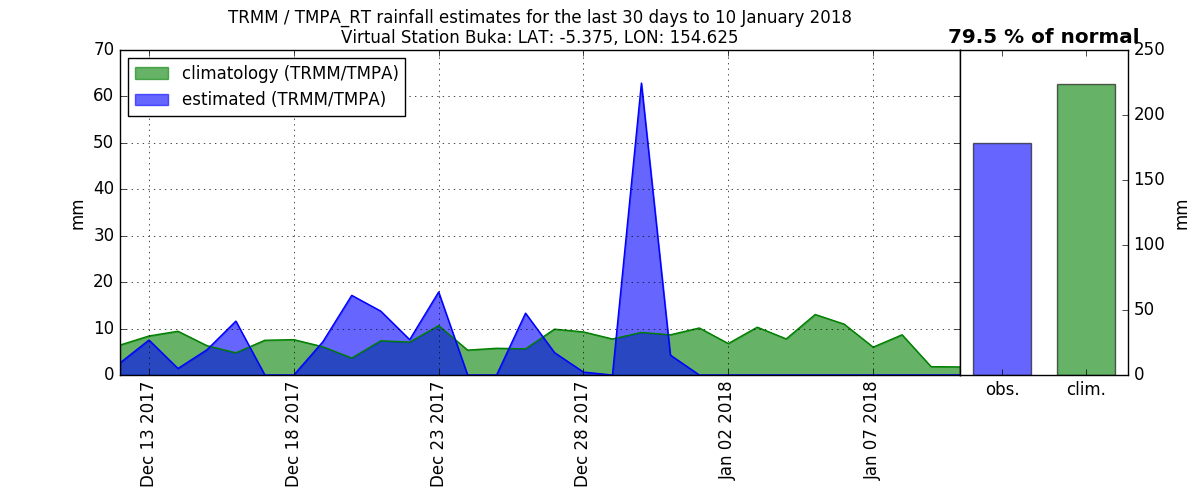 TRMM / TMPA_RT rainfall estimates for the last 30 days to 10 January 2018
Virtual Station Buka: LAT: -5.375, LON: 154.625
79.5 % of normal
climatology (TRMM/TMPA)
estimated (TRMM/TMPA)
70
60
50
40
30
20
10
0
mm
Dec 13 2017
Dec 18 2017
Dec 23 2017
Dec 28 2017
Jan 02 2018
Jan 07 2018
obs.
clim.
250
200
150
100
50
0
mm